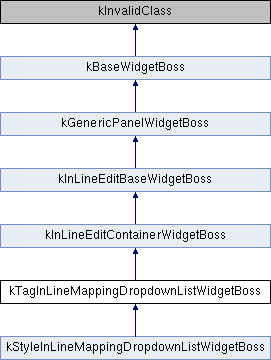 kInvalidClass
kBaseWidgetBoss
kGenericPanelWidgetBoss
kInLineEditBaseWidgetBoss
kInLineEditContainerWidgetBoss
kTagInLineMappingDropdownListWidgetBoss
kStyleInLineMappingDropdownListWidgetBoss